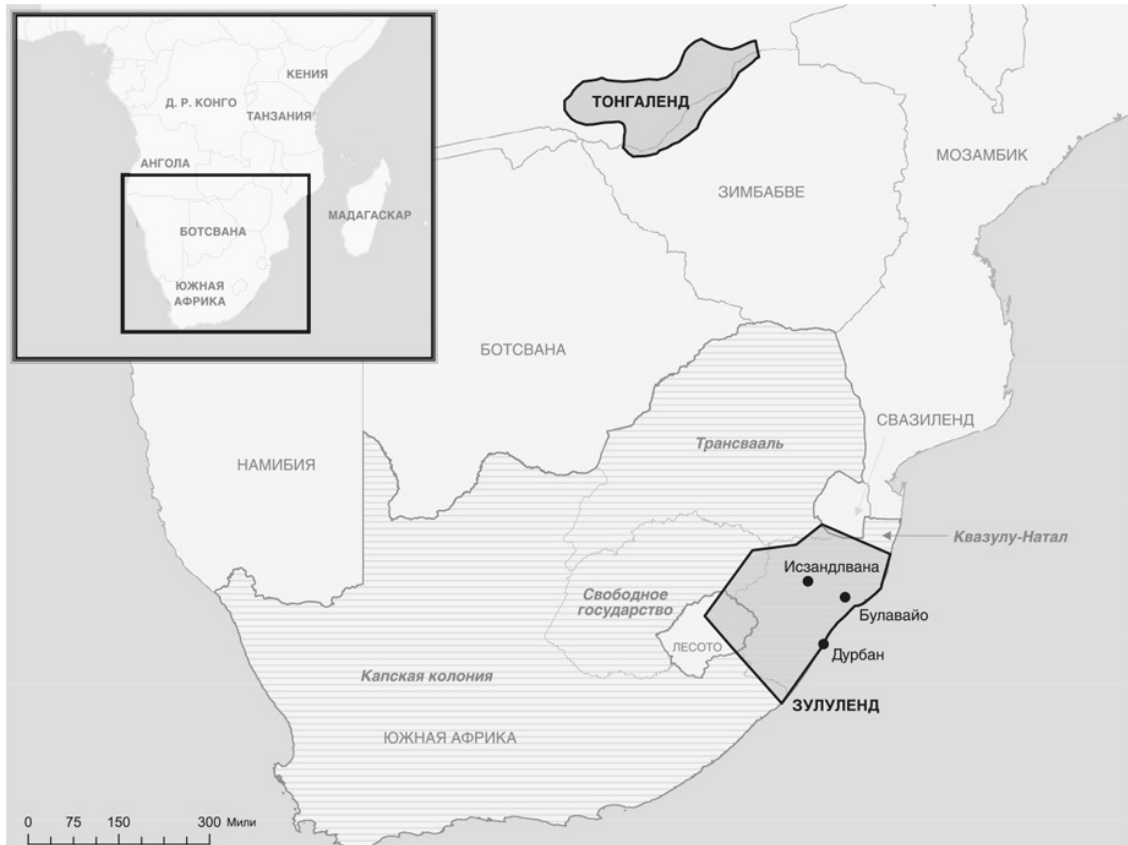 КЕНИЯ
Д. Р. КОНГО
ТАНЗАНИЯ
АНГОЛА
МАДАГАСКАР
БОТСВАНА
ЮЖНАЯ
АФРИКА
ТОНГАЛЕНД
МОЗАМБИК
ЗИМБАБВЕ
БОТСВАНА
СВАЗИЛЕНД
Трансвааль
НАМИБИЯ
Квазулу-Натал
Исандлвана
Свободное
государство
Булавайо
ЛЕСОТО
Дурбан
Капская колония
ЗУЛУЛЕНД
ЮЖНАЯ АФРИКА
0 75 150 300 Мили